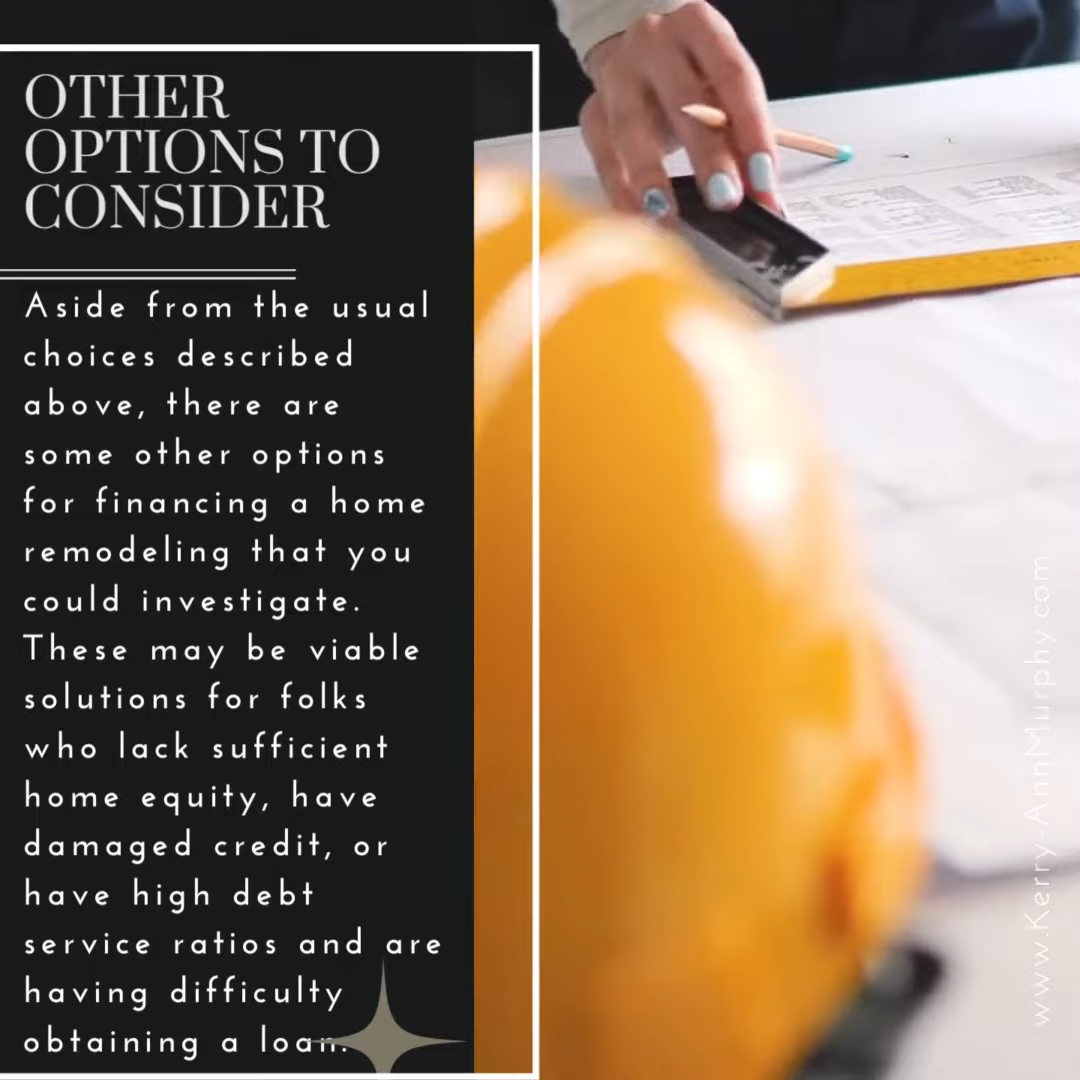 OTHER
OPTIONS TO
CONSIDER
Aside from the usual
choices described
above, there are
some other options
for financing a home
remodeling that you
could investigate.
These may be viable
solutions for folks
who lack sufficient
home equity, have
damaged credit, or
have high debt
service ratios and are
having difficulty
obtaining a loan.
www.Kerry-AnnMurphy.com